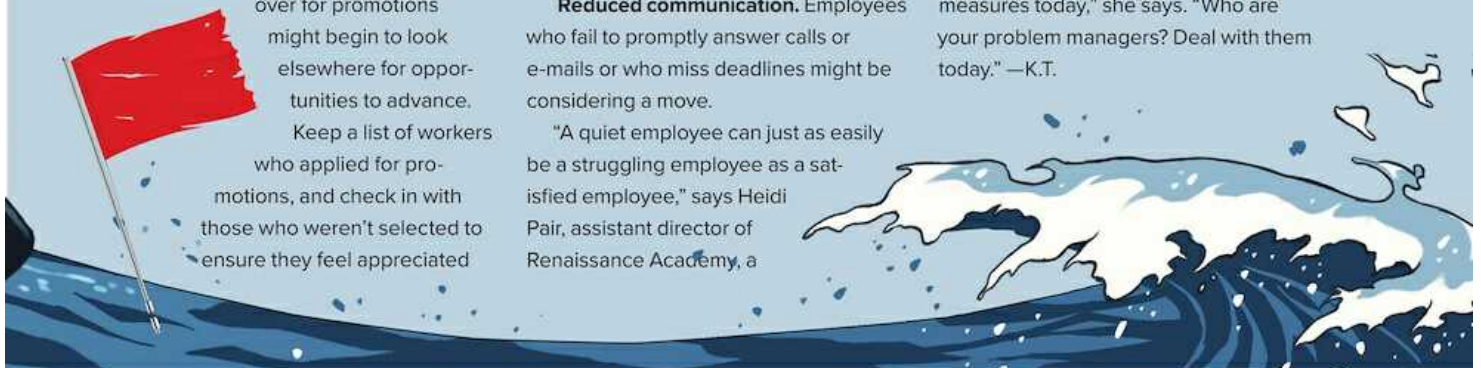 over for promotions
might begin to look
elsewhere for oppor-
tunities to advance.
Keep a list of workers
who applied for pro-
motions, and check in with
those who weren't selected to
ensure they feel appreciated
Reduced communication. Employees
who fail to promptly answer calls or
e-mails or who miss deadlines might be
considering a move.
“A quiet employee can just as easily
be a struggling employee as a sat-
isfied employee,” says Heidi
Pair, assistant director of
Renaissance Academy, a
measures today,” she says. “Who are
your problem managers? Deal with them
today.” —K.T.